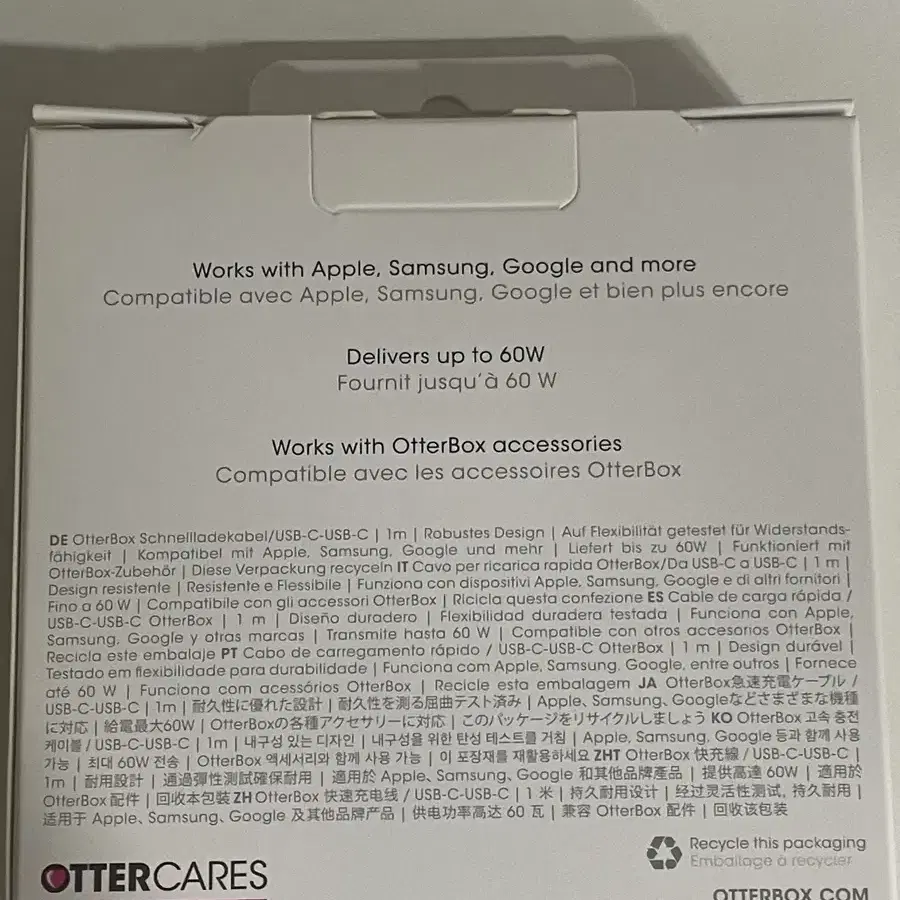 Works with Apple, Samsung, Google and more
Compatible avec Apple, Samsung, Google et bien plus encore
Delivers up to 60W
Fournit jusqu'à 60 W
Works with OtterBox accessories
Compatible avec les accessoires OtterBox
DE OtterBox Schnellladekabel/USB-C-USB-C | 1m | Robustes Design | Auf Flexibilität getestet für Widerstands-
fähigkeit | Kompatibel mit Apple, Samsung, Google und mehr | Liefert bis zu 60W | Funktioniert mit
OtterBox-Zubehör | Diese Verpackung recyceln IT Cavo per ricarica rapida OtterBox/Da USB-C a USB-C | 1 m |
Design resistente | Resistente e Flessibile | Funziona con dispositivi Apple, Samsung, Google e di altri fornitori |
Fino a 60 W | Compatibile con gli accessori OtterBox | Ricicla questa confezione ES Cable de carga rápida /
USB-C-USB-C OtterBox | 1 m | Diseño duradero | Flexibilidad duradera testada | Funciona con Apple,
Samsung, Google y otras marcas | Transmite hasta 60 W | Compatible con otros accesorios OtterBox |
Recicla este embalaje PT Cabo de carregamento rápido / USB-C-USB-C OtterBox | 1 m | Design durável |
Testado em flexibilidade para durabilidade | Funciona com Apple, Samsung, Google, entre outros | Fornece
até 60 W | Funciona com acessórios OtterBox | Recicle esta embalagem JA OtterBox急速充電ケーブル /
USB-C-USB-C | 1m | 耐久性に優れた設計 | 耐久性を測る屈曲テスト済み | Apple、Samsung、Googleなどさまざまな機種
に対応 | 給電最大60W | OtterBoxの各種アクセサリーに対応 | このパッケージをリサイクルしましょう KO OtterBox 고속 충전
케이블 / USB-C-USB-C | 1m | 내구성 있는 디자인 | 내구성을 위한 탄성 테스트를 거침 | Apple, Samsung, Google 등과 함께 사용
가능 | 최대 60W 전송 | OtterBox 액세서리와 함께 사용 가능 | 이 포장재를 재활용하세요 ZHT OtterBox 快充線 / USB-C-USB-C |
1m | 耐用設計 | 通過彈性測試確保耐用 | 適用於 Apple、Samsung、Google 和其他品牌產品 | 提供高達 60W | 適用於
OtterBox 配件 | 回收本包裝 ZH OtterBox 快速充电线 / USB-C-USB-C | 1 米 | 持久耐用设计 | 经过灵活性测试, 持久耐用 |
适用于 Apple、Samsung、Google 及其他品牌产品 | 供电功率高达 60 瓦 | 兼容 OtterBox 配件 | 回收该包装
Recycle this packaging
Emballage à recycler
OTTERCARES
OTTERBOX.COM